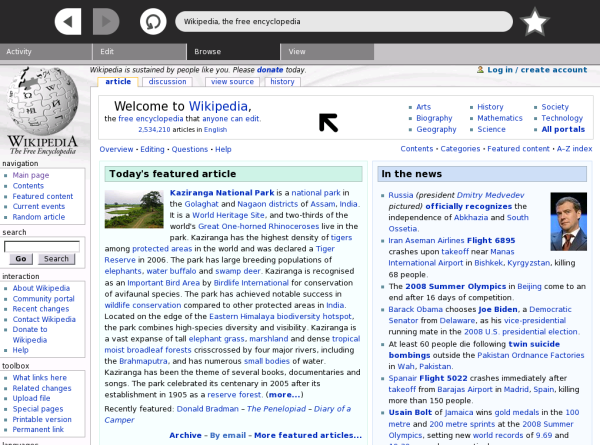 Wikipedia, the free encyclopedia
Activity
Edit
Browse
View
Wikipedia is sustained by people like you. Please donate today.
Log in / create account
article
discussion
view source
history
WIKIPEDIA
The Free Encyclopedia
navigation
Main page
Contents
Featured content
Current events
Random article
search
Go
Search
interaction
About Wikipedia
Community portal
Recent changes
Contact Wikipedia
Donate to
Wikipedia
Help
toolbox
What links here
Related changes
Upload file
Special pages
Printable version
Permanent link
Welcome to Wikipedia,
the free encyclopedia that anyone can edit.
2,534,210 articles in English
Arts
Biography
Geography
History
Mathematics
Science
Society
Technology
All portals
Overview · Editing · Questions · Help
Contents · Categories · Featured content · A–Z index
Today's featured article
Kaziranga National Park is a national park in
the Golaghat and Nagaon districts of Assam, India.
It is a World Heritage Site, and two-thirds of the
world's Great One-horned Rhinoceroses live in the
park. Kaziranga has the highest density of tigers
among protected areas in the world and was declared a Tiger
Reserve in 2006. The park has large breeding populations of
elephants, water buffalo and swamp deer. Kaziranga is recognised
as an Important Bird Area by Birdlife International for conservation
of avifaunal species. The park has achieved notable success in
wildlife conservation compared to other protected areas in India.
Located on the edge of the Eastern Himalaya biodiversity hotspot,
the park combines high-species diversity and visibility. Kaziranga is
a vast expanse of tall elephant grass, marshland and dense tropical
moist broadleaf forests crisscrossed by four major rivers, including
the Brahmaputra, and has numerous small bodies of water.
Kaziranga has been the theme of several books, documentaries and
songs. The park celebrated its centenary in 2005 after its
establishment in 1905 as a reserve forest. (more...)
Recently featured: Donald Bradman – The Penelopiad – Diary of a
Camper
Archive – By email – More featured articles...
In the news
Russia (president Dmitry Medvedev
pictured) officially recognizes the
independence of Abkhazia and South
Ossetia.
Iran Aseman Airlines Flight 6895
crashes upon takeoff near Manas
International Airport in Bishkek, Kyrgyzstan, killing
68 people.
The 2008 Summer Olympics in Beijing come to an
end after 16 days of competition.
Barack Obama chooses Joe Biden, a Democratic
Senator from Delaware, as his vice-presidential
running mate in the 2008 U.S. presidential election.
At least 60 people die following twin suicide
bombings outside the Pakistan Ordnance Factories
in Wah, Pakistan.
Spanair Flight 5022 crashes immediately after
takeoff from Barajas Airport in Madrid, Spain, killing
more than 150 people.
Usain Bolt of Jamaica wins gold medals in the 100
metre and 200 metre sprints at the 2008 Summer
Olympics, setting new world records of 9.69 and